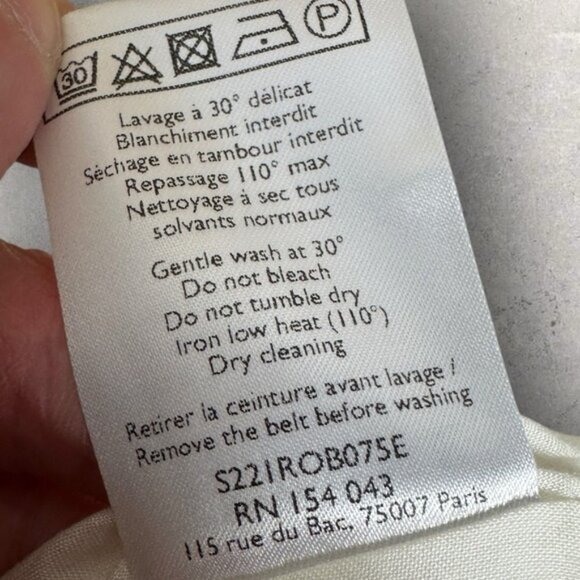 30 P
Lavage à 30° délicat
Blanchiment interdit
Séchage en tambour interdit
Repassage 110° max
Nettoyage à sec tous
solvants normaux
Gentle wash at 30°
Do not bleach
Do not tumble dry
Iron low heat (110°)
Dry cleaning
Retirer la ceinture avant lavage /
Remove the belt before washing
S221ROB075E
RN 154 043
115 rue du Bac, 75007 Paris